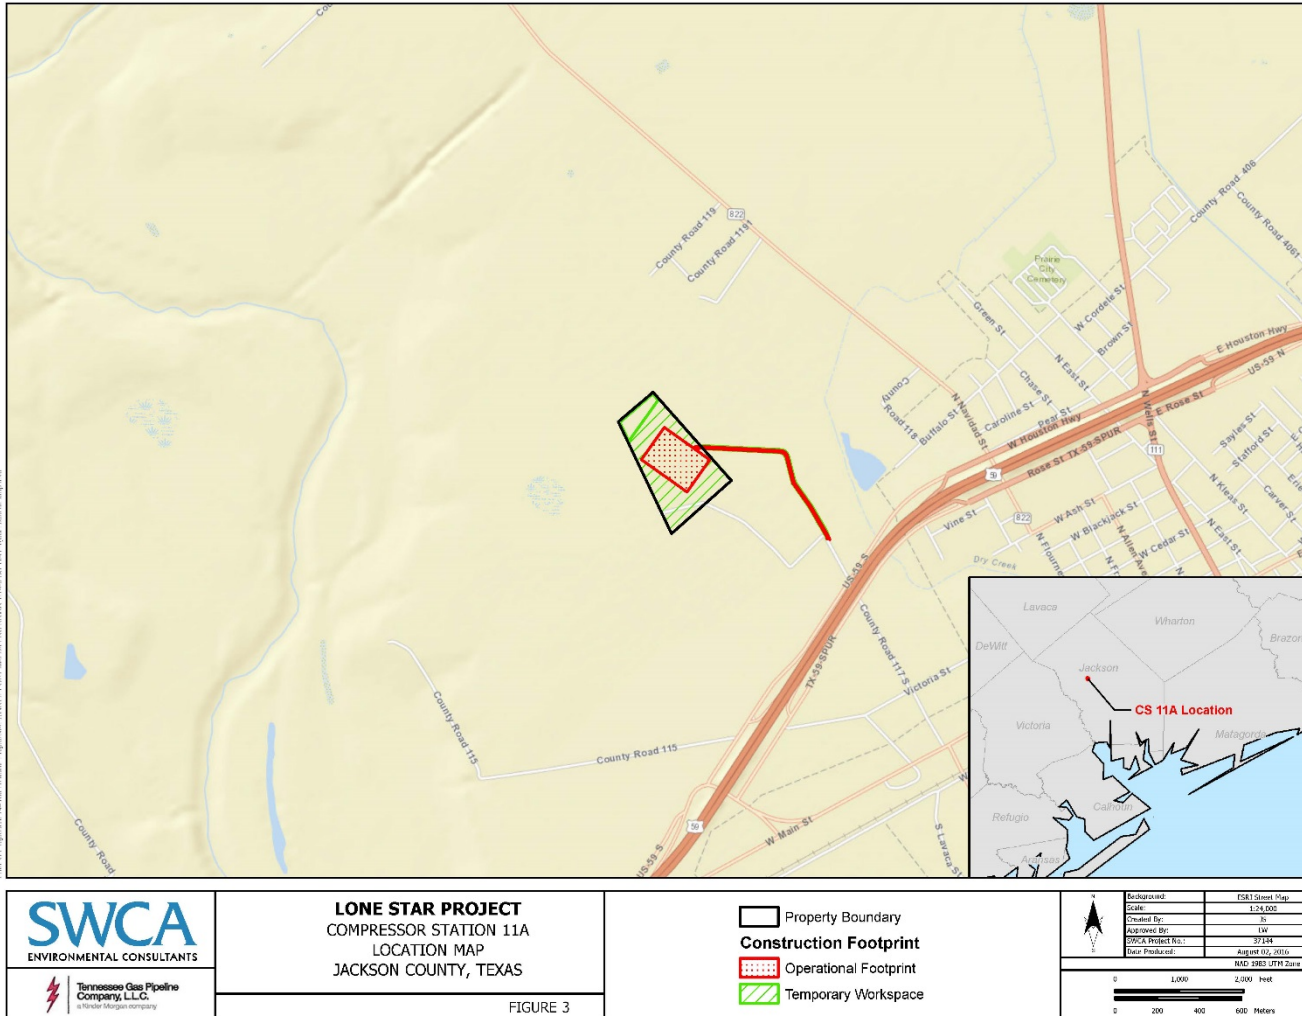 County Road 406
County Road 4061
822
County Road 119
County Road 1191
Prairie
City
Cemetery
W Cordele St
Green St
Brown St
N East St
Chase St
E Houston Hwy
US-59 N
County
Road 118
Buffalo St
Caroline St
Pear St
N Navidad St
W Houston Hwy
N Wells St
E Rose St
Rose St TX-59-SPUR
59
111
Sayles St
Stafford St
N Kleas St
Carver St
Vine St
822
W Ash St
W Blackjack St
N Allen Ave
W Cedar St
N East St
Dry Creek
US-59 S
TX-59-SPUR
County Road 117 S
Victoria St
County Road 115
County Road 115
59
US-59 S
W Main St
S Lavaca St
County Road
Lavaca
Wharton
DeWitt
Jackson
CS 11A Location
Victoria
Matagorda
Calhoun
Refugio
Aransas
SWCA
ENVIRONMENTAL CONSULTANTS
Tennessee Gas Pipeline
Company, L.L.C.
a Kinder Morgan company
LONE STAR PROJECT
COMPRESSOR STATION 11A
LOCATION MAP
JACKSON COUNTY, TEXAS
FIGURE 3
Property Boundary
Construction Footprint
Operational Footprint
Temporary Workspace
N
Background: ESRI Street Map
Scale: 1:24,000
Created By: JS
Approved By: LW
SWCA Project No.: 37144
Date Produced: August 02, 2016
NAD 1983 UTM Zone
0 1,000 2,000 Feet
0 200 400 600 Meters